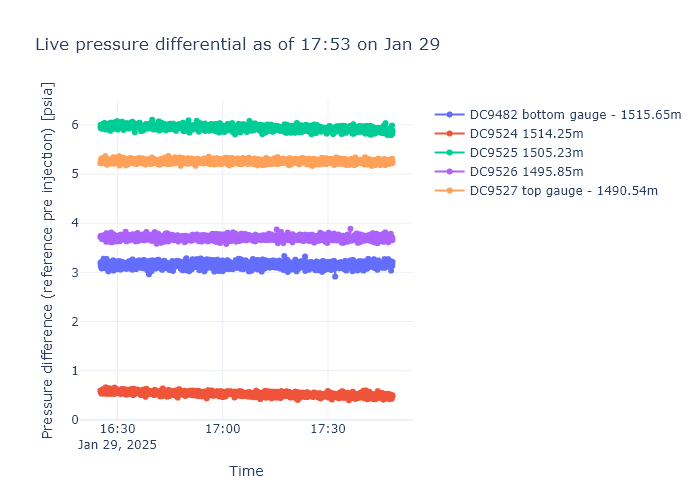 Live pressure differential as of 17:53 on Jan 29
Pressure difference (reference pre injection) [psia]
6
5
4
3
2
1
0
16:30
Jan 29, 2025
17:00
17:30
Time
DC9482 bottom gauge - 1515.65m
DC9524 1514.25m
DC9525 1505.23m
DC9526 1495.85m
DC9527 top gauge - 1490.54m